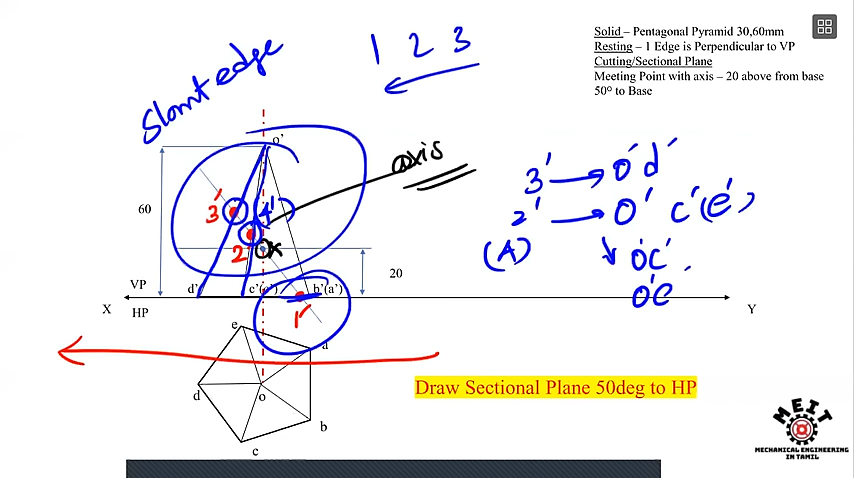 Solid – Pentagonal Pyramid 30,60mm
Resting – 1 Edge is Perpendicular to VP
Cutting/Sectional Plane
Meeting Point with axis – 20 above from base
50° to Base
Slant edge
1 2 3
axis
o'
60
3'
(4')
2
20
VP
d'
c'(e')
b'(a')
X
HP
1'
Y
3' → o'd'
2' → o' c'(e')
(A)
↓ o'c'
o'e'
e
a
d
o
b
c
Draw Sectional Plane 50deg to HP
MEIT
MECHANICAL ENGINEERING
IN TAMIL